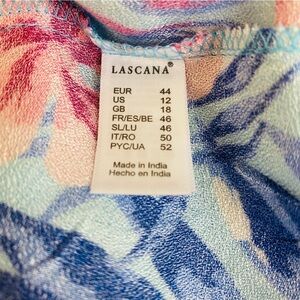 LASCANA®
EUR 44
US 12
GB 18
FR/ES/BE 46
SL/LU 46
IT/RO 50
PYC/UA 52
Made in India
Hecho en India